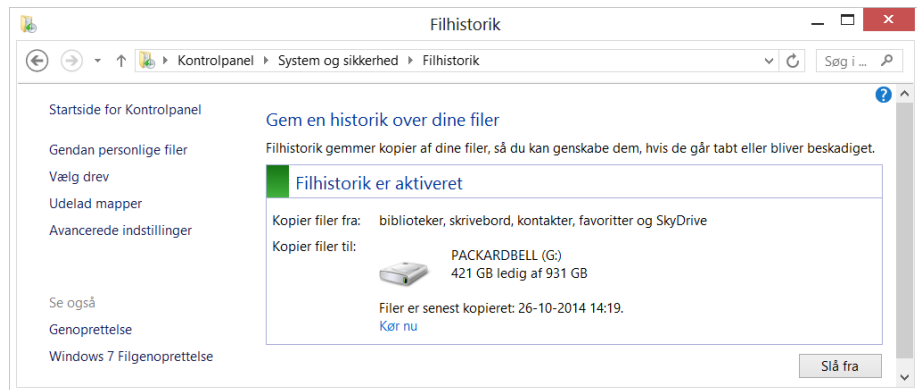 Filhistorik
Kontrolpanel System og sikkerhed Filhistorik
Søg i ...
Startside for Kontrolpanel
Gendan personlige filer
Vælg drev
Udelad mapper
Avancerede indstillinger
Se også
Genoprettelse
Windows 7 Filgenoprettelse
Gem en historik over dine filer
Filhistorik gemmer kopier af dine filer, så du kan genskabe dem, hvis de går tabt eller bliver beskadiget.
Filhistorik er aktiveret
Kopier filer fra: biblioteker, skrivebord, kontakter, favoritter og SkyDrive
Kopier filer til:
PACKARDBELL (G:)
421 GB ledig af 931 GB
Filer er senest kopieret: 26-10-2014 14:19.
Kør nu
Slå fra